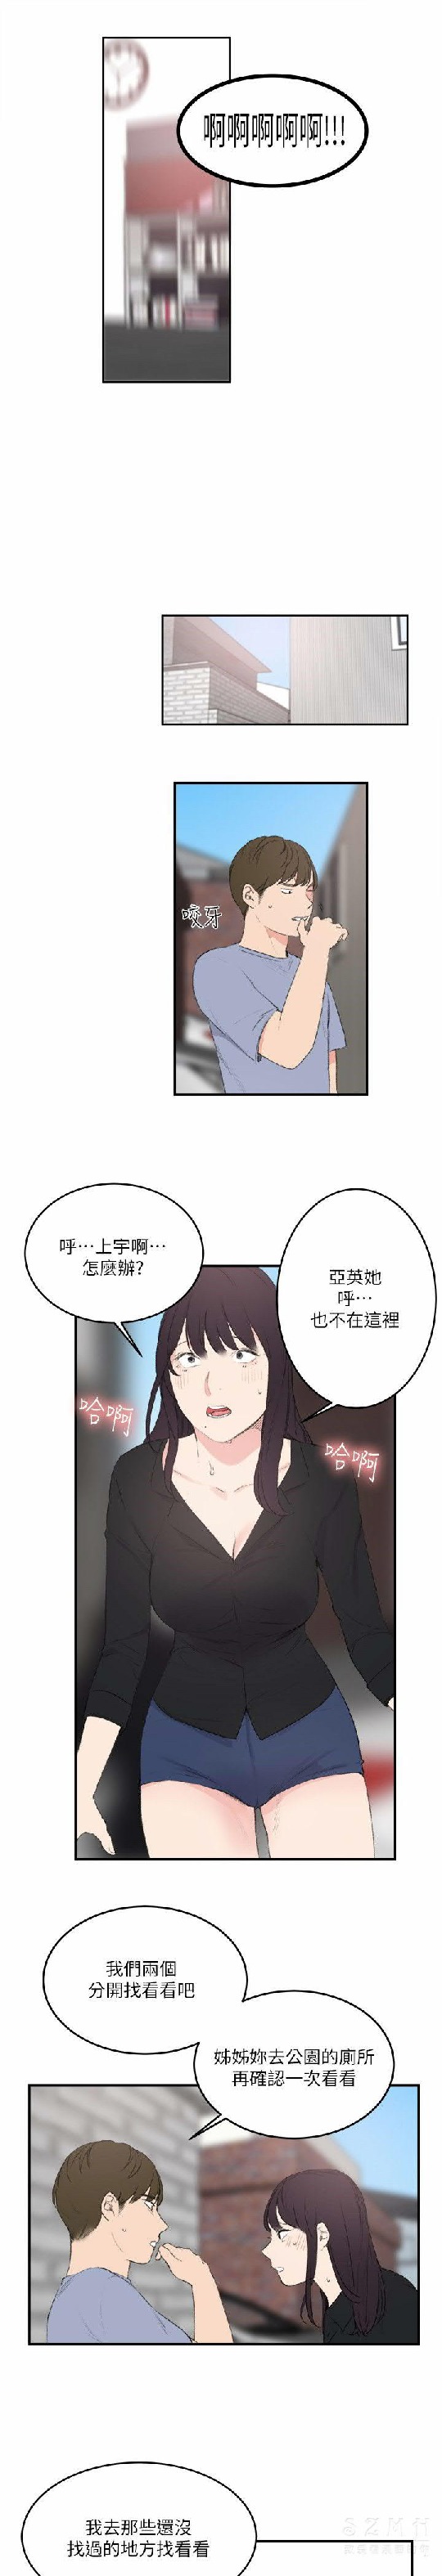 啊啊啊啊啊!!!
咬牙
呼…上宇啊…
怎麼辦?
亞英她
呼…
也不在這裡
哈啊
哈啊
我們兩個
分開找看看吧
姊姊妳去公園的廁所
再確認一次看看
我去那些還沒
找過的地方找看看